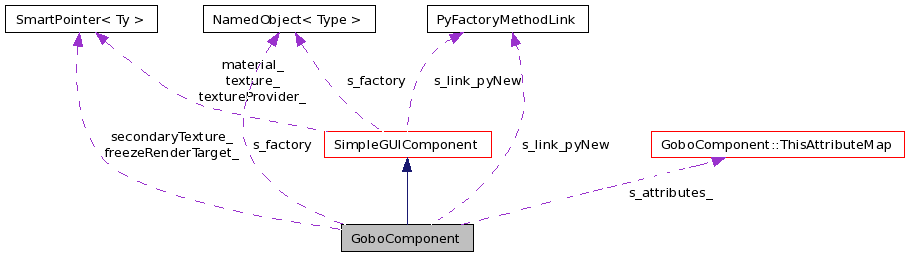 SmartPointer< Ty >
NamedObject< Type >
PyFactoryMethodLink
material_
texture_
textureProvider_
s_factory
s_link_pyNew
secondaryTexture_
freezeRenderTarget_
s_factory
SimpleGUIComponent
s_link_pyNew
GoboComponent::ThisAttributeMap
s_attributes_
GoboComponent